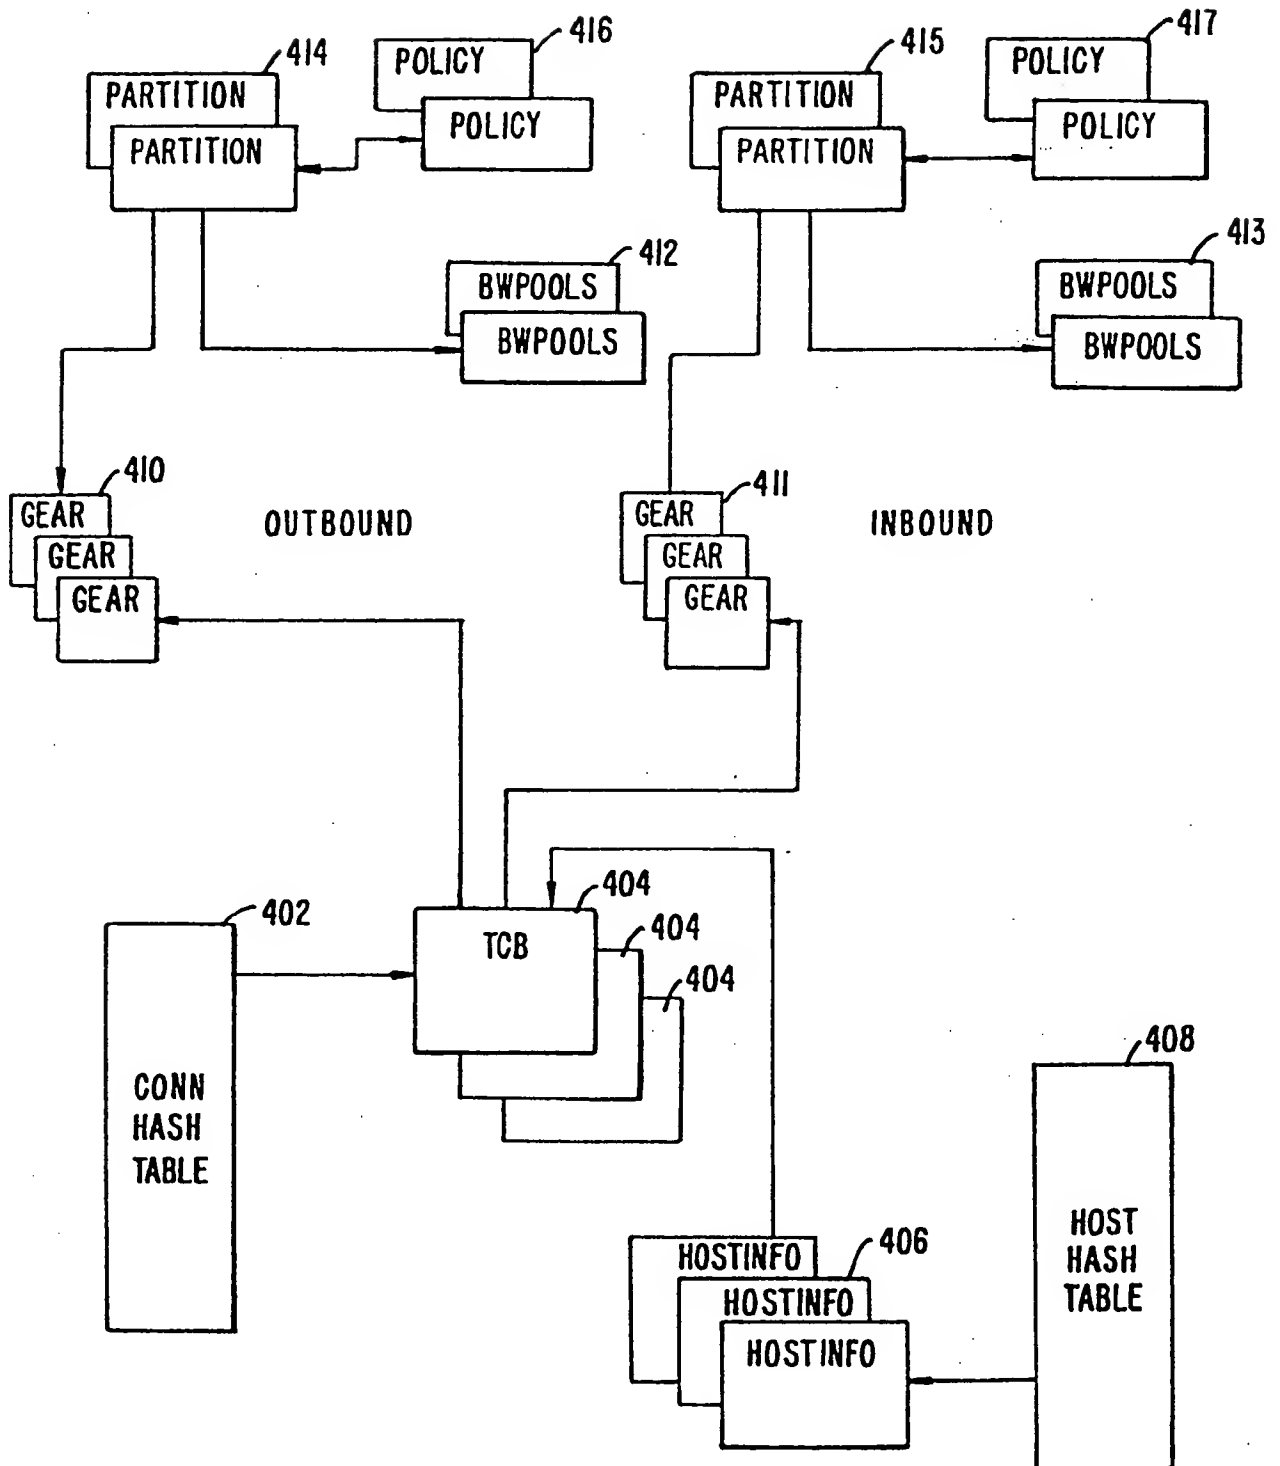 416
417
414
415
POLICY
POLICY
PARTITION
PARTITION
POLICY
POLICY
PARTITION
PARTITION
412
413
BWPOOLS
BWPOOLS
BWPOOLS
BWPOOLS
410
411
GEAR
OUTBOUND
GEAR
INBOUND
GEAR
GEAR
GEAR
GEAR
404
402
404
TCB
404
408
CONN
HASH
TABLE
406
HOSTINFO
HOSTINFO
HOSTINFO
HOST
HASH
TABLE